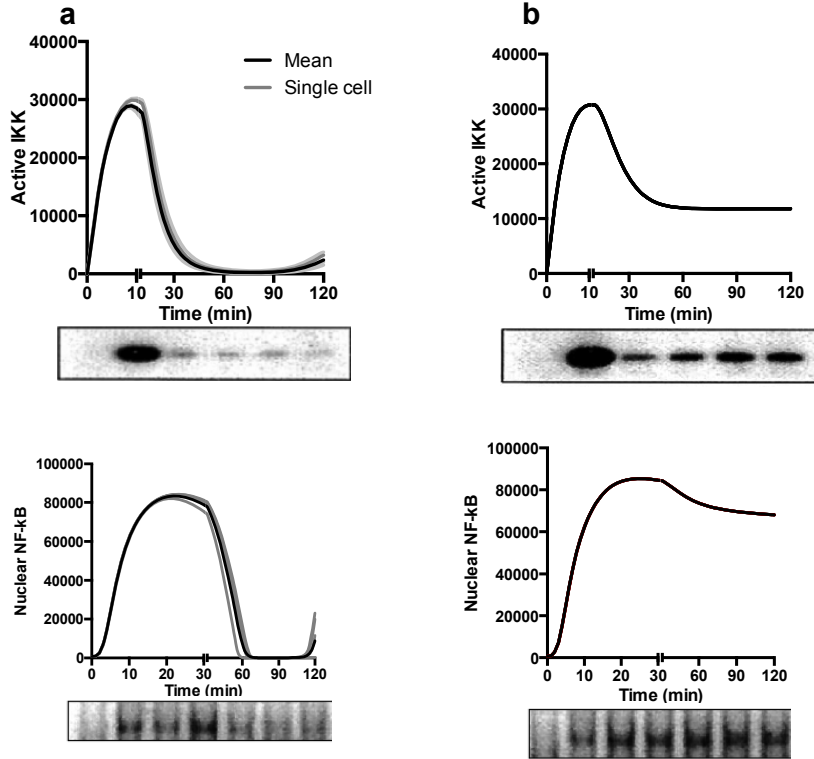 a
40000
30000
20000
10000
0
Active IKK
Mean
Single cell
0 10 30 60 90 120
Time (min)
b
40000
30000
20000
10000
0
Active IKK
0 10 30 60 90 120
Time (min)
100000
80000
60000
40000
20000
0
Nuclear NF-kB
0 10 20 30 60 90 120
Time (min)
100000
80000
60000
40000
20000
0
Nuclear NF-kB
0 10 20 30 60 90 120
Time (min)